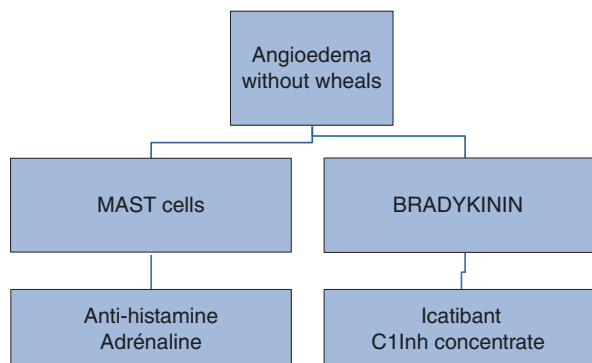 Angioedema
without wheals
MAST cells
BRADYKININ
Anti-histamine
Adrénaline
Icatibant
C1Inh concentrate